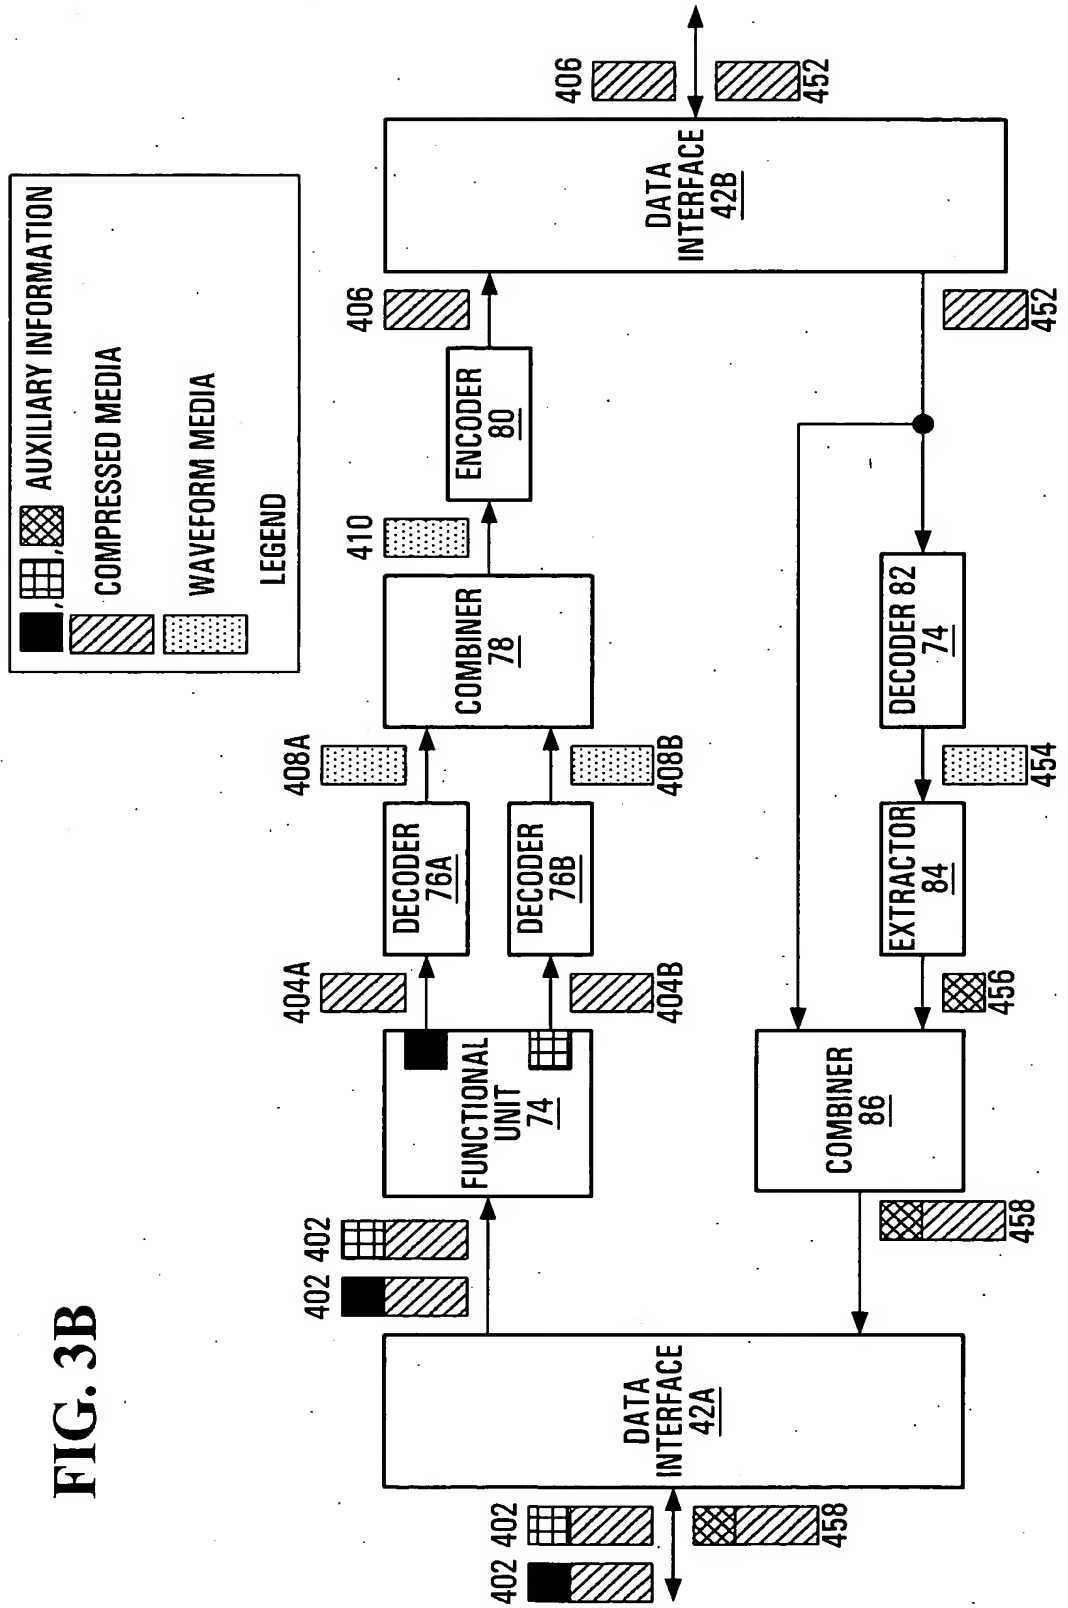 FIG. 3B
AUXILIARY INFORMATION
COMPRESSED MEDIA
WAVEFORM MEDIA
LEGEND
402
402
DATA
INTERFACE
42A
458
402
402
FUNCTIONAL
UNIT
74
404A
404B
DECODER
76A
DECODER
76B
408A
408B
COMBINER
78
410
ENCODER
80
406
DATA
INTERFACE
42B
406
452
452
DECODER 82
74
454
EXTRACTOR
84
456
COMBINER
86
458